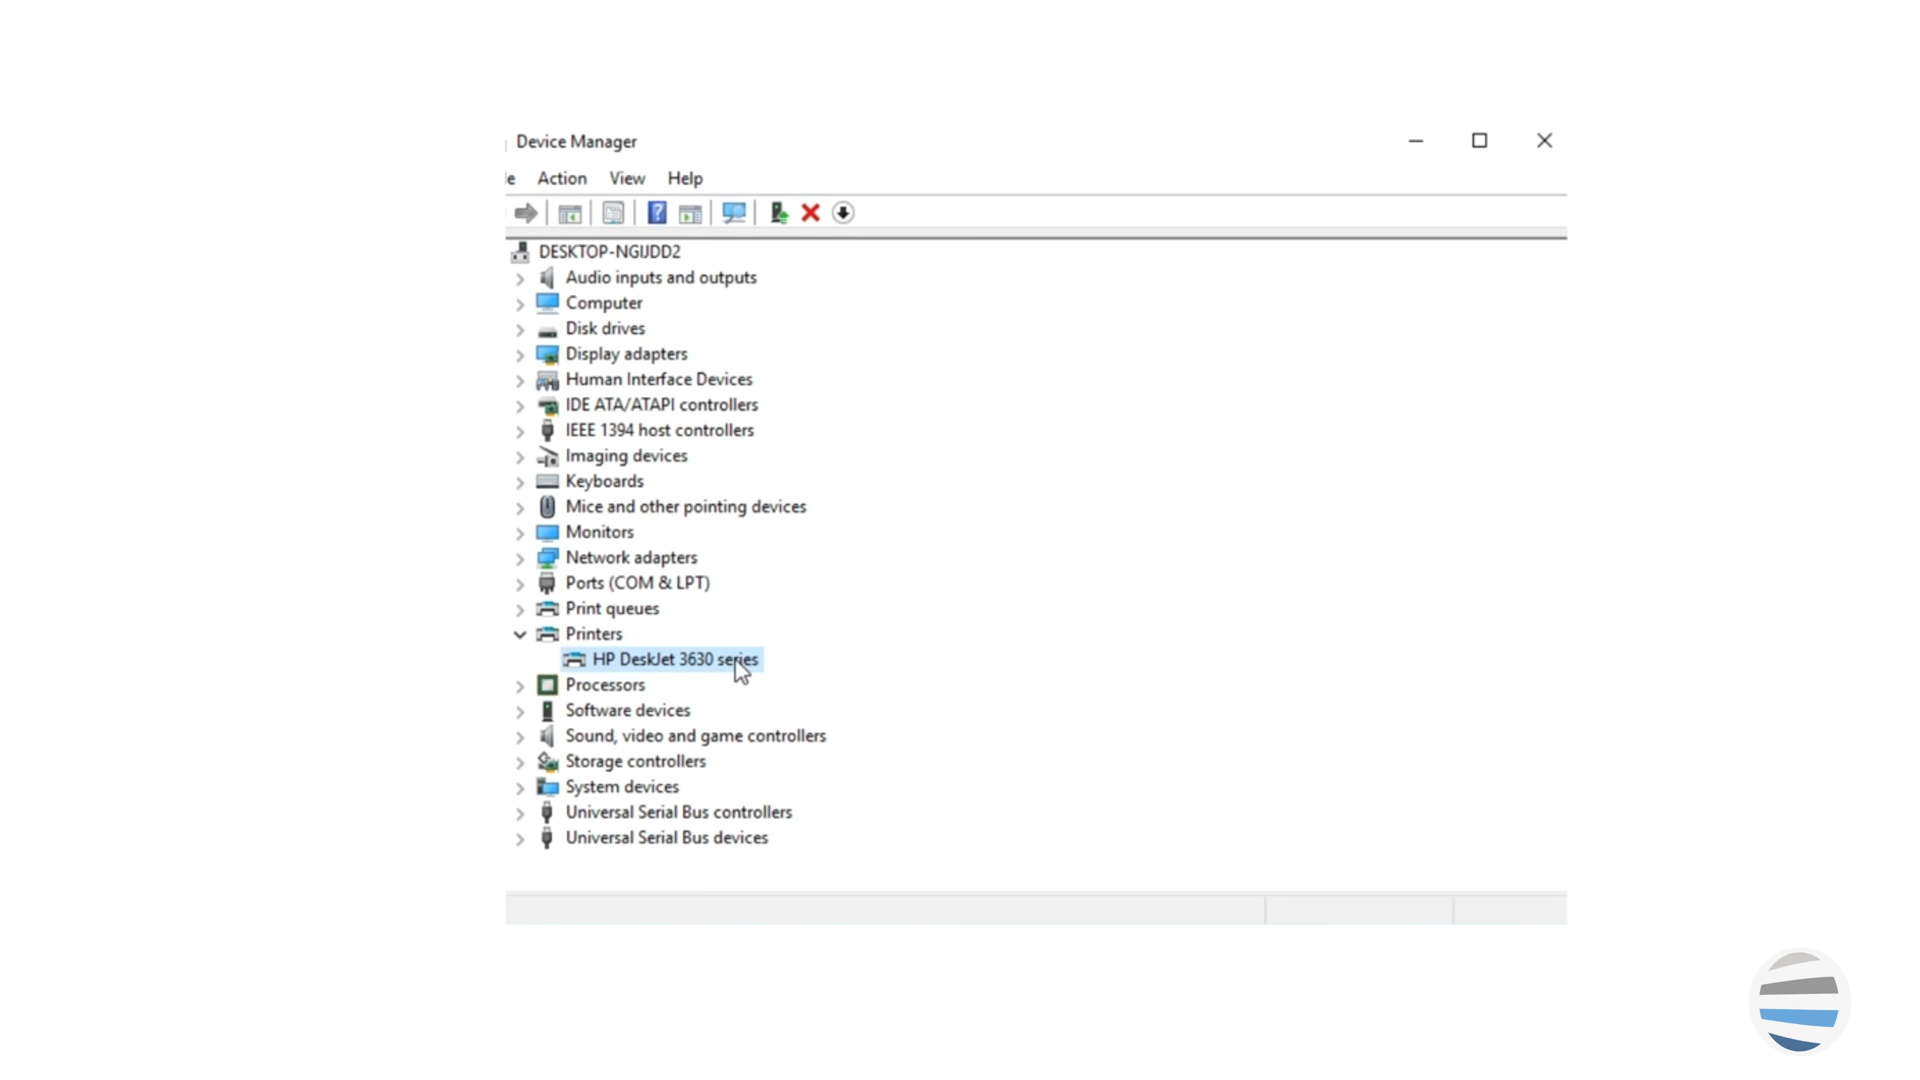 Device Manager
le Action View Help
DESKTOP-NGIJDD2
Audio inputs and outputs
Computer
Disk drives
Display adapters
Human Interface Devices
IDE ATA/ATAPI controllers
IEEE 1394 host controllers
Imaging devices
Keyboards
Mice and other pointing devices
Monitors
Network adapters
Ports (COM & LPT)
Print queues
Printers
HP DeskJet 3630 series
Processors
Software devices
Sound, video and game controllers
Storage controllers
System devices
Universal Serial Bus controllers
Universal Serial Bus devices